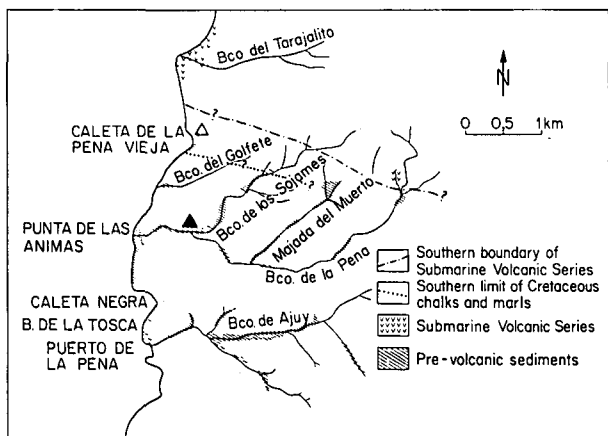 Bco del Tarajalito
N
0 0,5 1km
?
CALETA DE LA
PENA VIEJA
Bco. del Golfete
?
?
Bco. de los Sojames
Majada del Muerto
?
PUNTA DE LAS
ANIMAS
Bco. de la Pena
CALETA NEGRA
B. DE LA TOSCA
PUERTO DE
LA PENA
Bco. de Ajuy
Southern boundary of
Submarine Volcanic Series
Southern limit of Cretaceous
chalks and marls
Submarine Volcanic Series
Pre-volcanic sediments